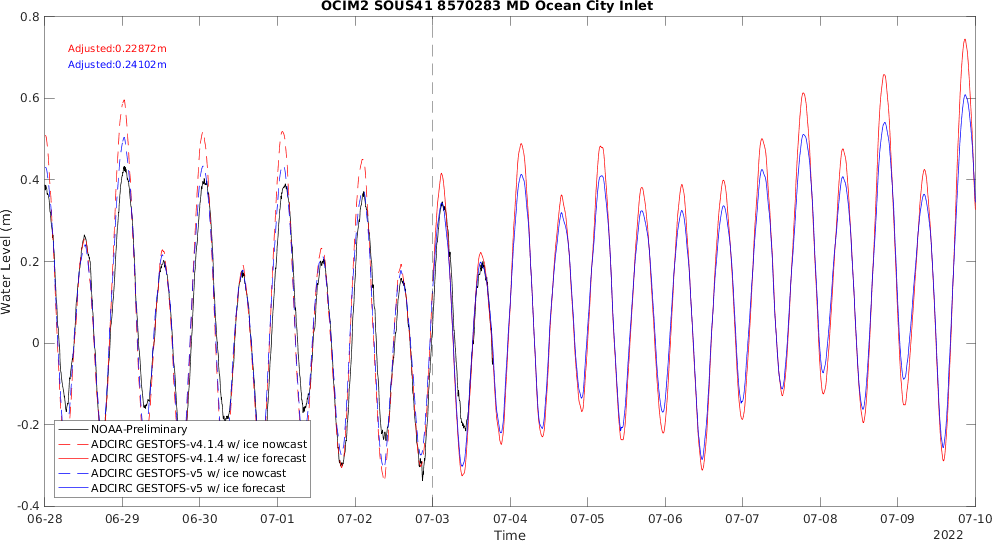 OCIM2 SOUS41 8570283 MD Ocean City Inlet
0.8
Adjusted:0.22872m
Adjusted:0.24102m
0.6
0.4
0.2
0
-0.2
-0.4
Water Level (m)
NOAA-Preliminary
ADCIRC GESTOFS-v4.1.4 w/ ice nowcast
ADCIRC GESTOFS-v4.1.4 w/ ice forecast
ADCIRC GESTOFS-v5 w/ ice nowcast
ADCIRC GESTOFS-v5 w/ ice forecast
06-28 06-29 06-30 07-01 07-02 07-03 07-04 07-05 07-06 07-07 07-08 07-09 07-10
Time
2022